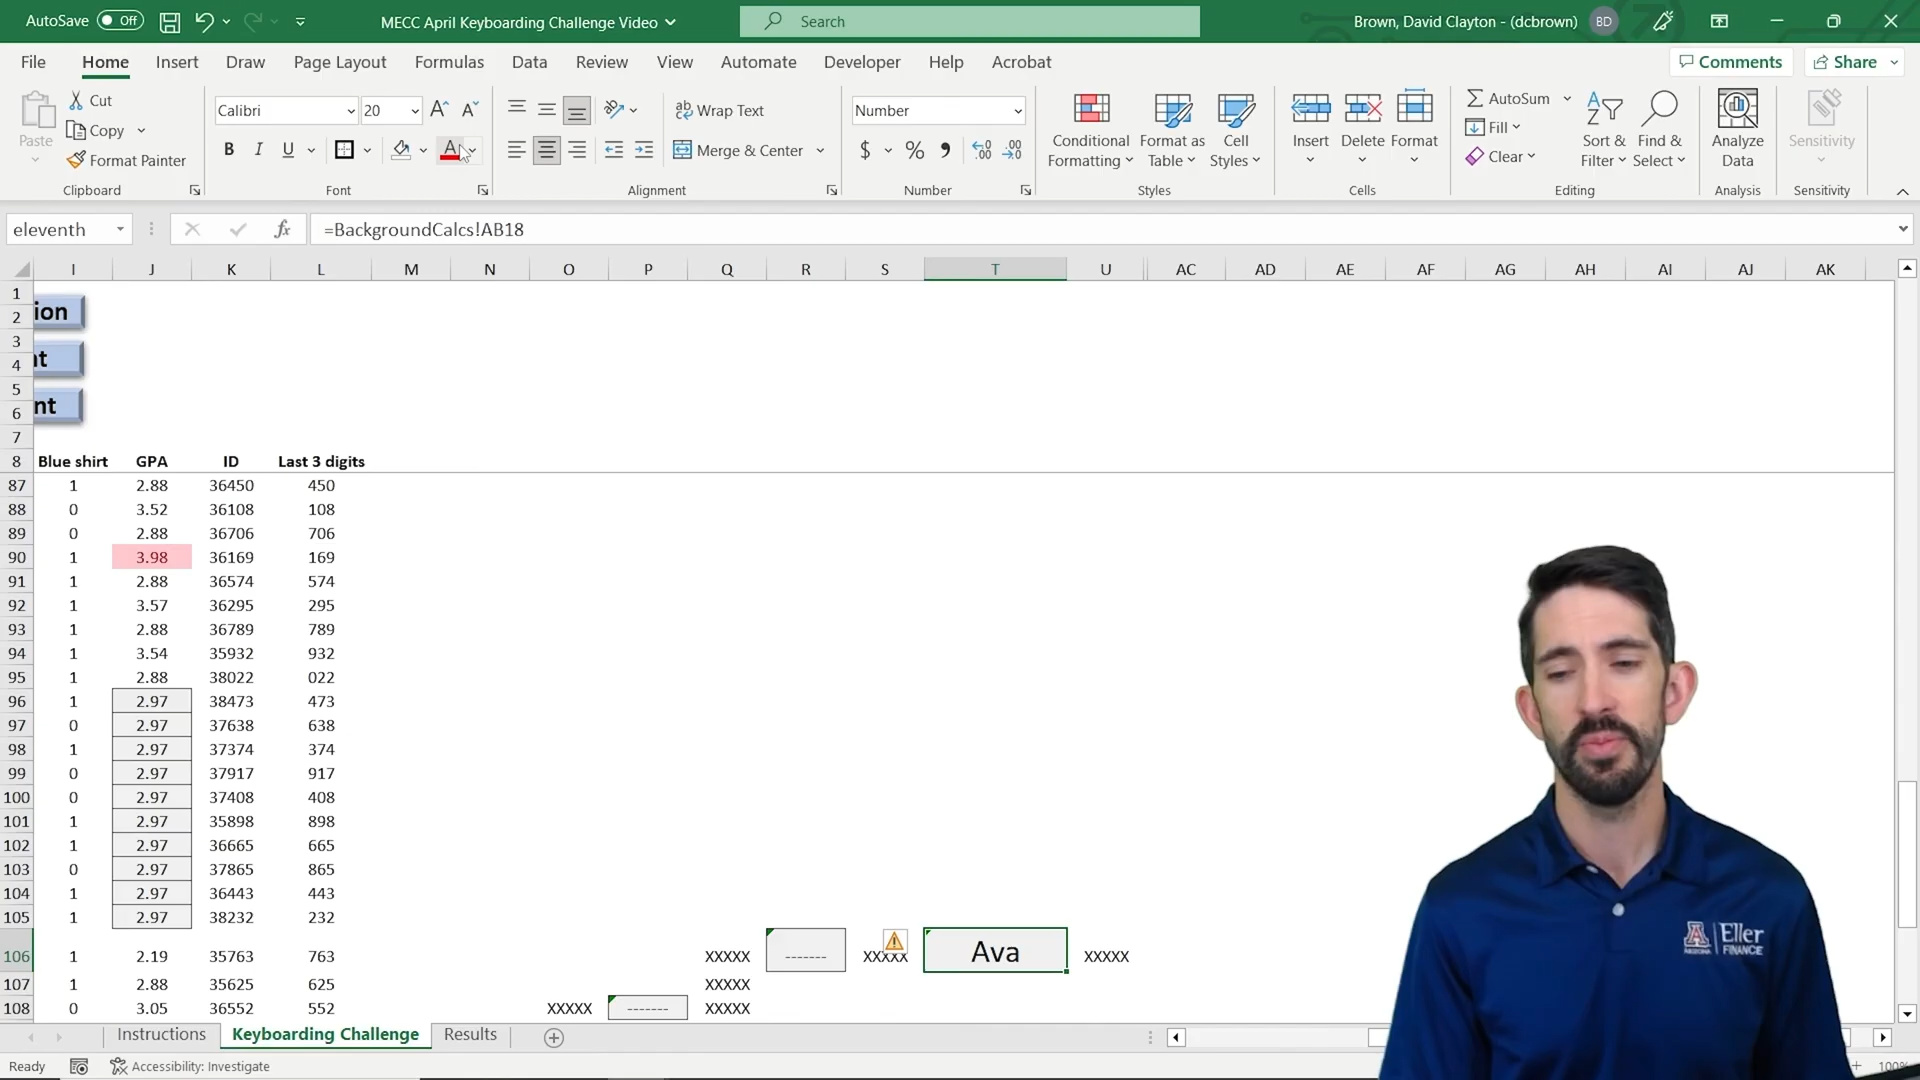 AutoSave Off MECC April Keyboarding Challenge Video Search Brown, David Clayton - (dcbrown) BD
File Home Insert Draw Page Layout Formulas Data Review View Automate Developer Help Acrobat Comments Share
Paste Cut Copy Format Painter Clipboard
Calibri 20 B I U A Font
Wrap Text Merge & Center Alignment
Number $ % Number
Conditional Formatting Format as Table Cell Styles Styles
Insert Delete Format Cells
AutoSum Fill Clear Sort & Filter Find & Select Editing
Analyze Data Analysis
Sensitivity Sensitivity
eleventh fx =BackgroundCalcs!AB18
I J K L M N O P Q R S T U AC AD AE AF AG AH AI AJ AK
1 ion
2
3
4 nt
5
6 nt
7
8 Blue shirt GPA ID Last 3 digits
87 1 2.88 36450 450
88 0 3.52 36108 108
89 0 2.88 36706 706
90 1 3.98 36169 169
91 1 2.88 36574 574
92 1 3.57 36295 295
93 1 2.88 36789 789
94 1 3.54 35932 932
95 1 2.88 38022 022
96 1 2.97 38473 473
97 0 2.97 37638 638
98 1 2.97 37374 374
99 0 2.97 37917 917
100 0 2.97 37408 408
101 1 2.97 35898 898
102 1 2.97 36665 665
103 0 2.97 37865 865
104 1 2.97 36443 443
105 1 2.97 38232 232
106 1 2.19 35763 763 XXXXX ------- XXXXX Ava XXXXX
107 1 2.88 35625 625 XXXXX
108 0 3.05 36552 552 XXXXX ------- XXXXX
Instructions Keyboarding Challenge Results
Ready Accessibility: Investigate 100%
A ARIZONA Eller FINANCE